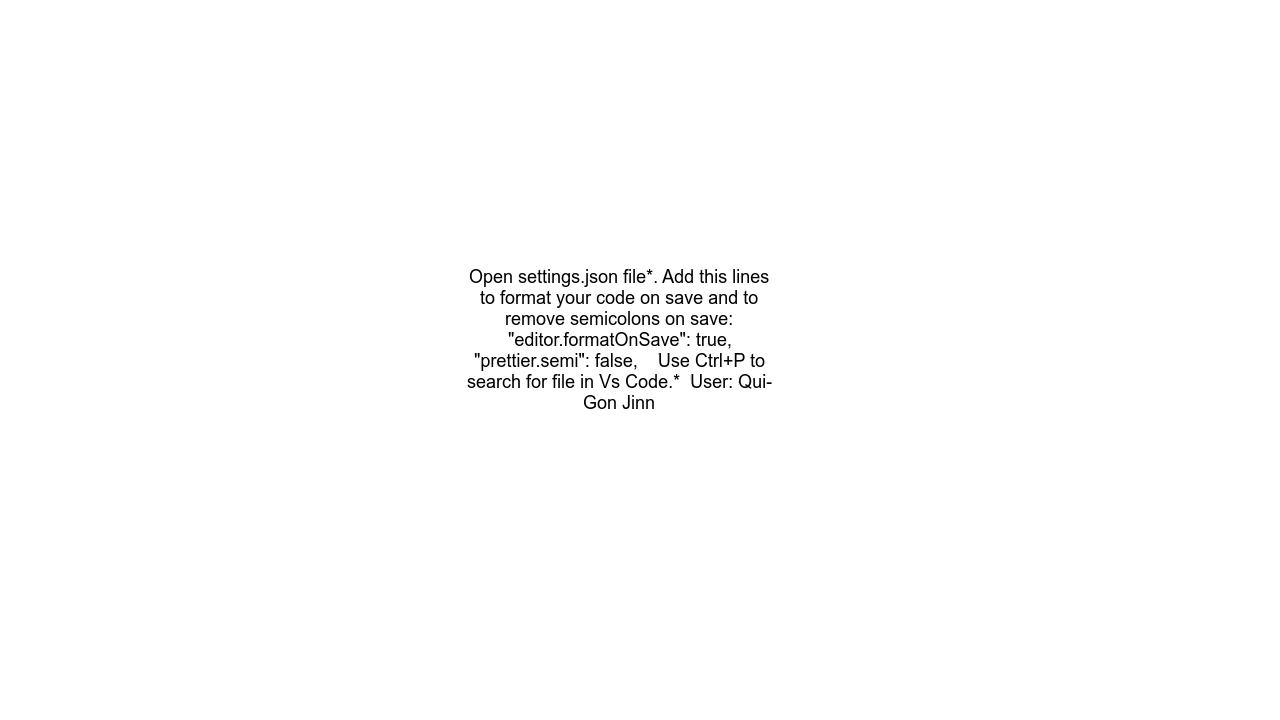 Open settings.json file*. Add this lines
to format your code on save and to
remove semicolons on save:
"editor.formatOnSave": true,
"prettier.semi": false,    Use Ctrl+P to
search for file in Vs Code.*  User: Qui-
Gon Jinn